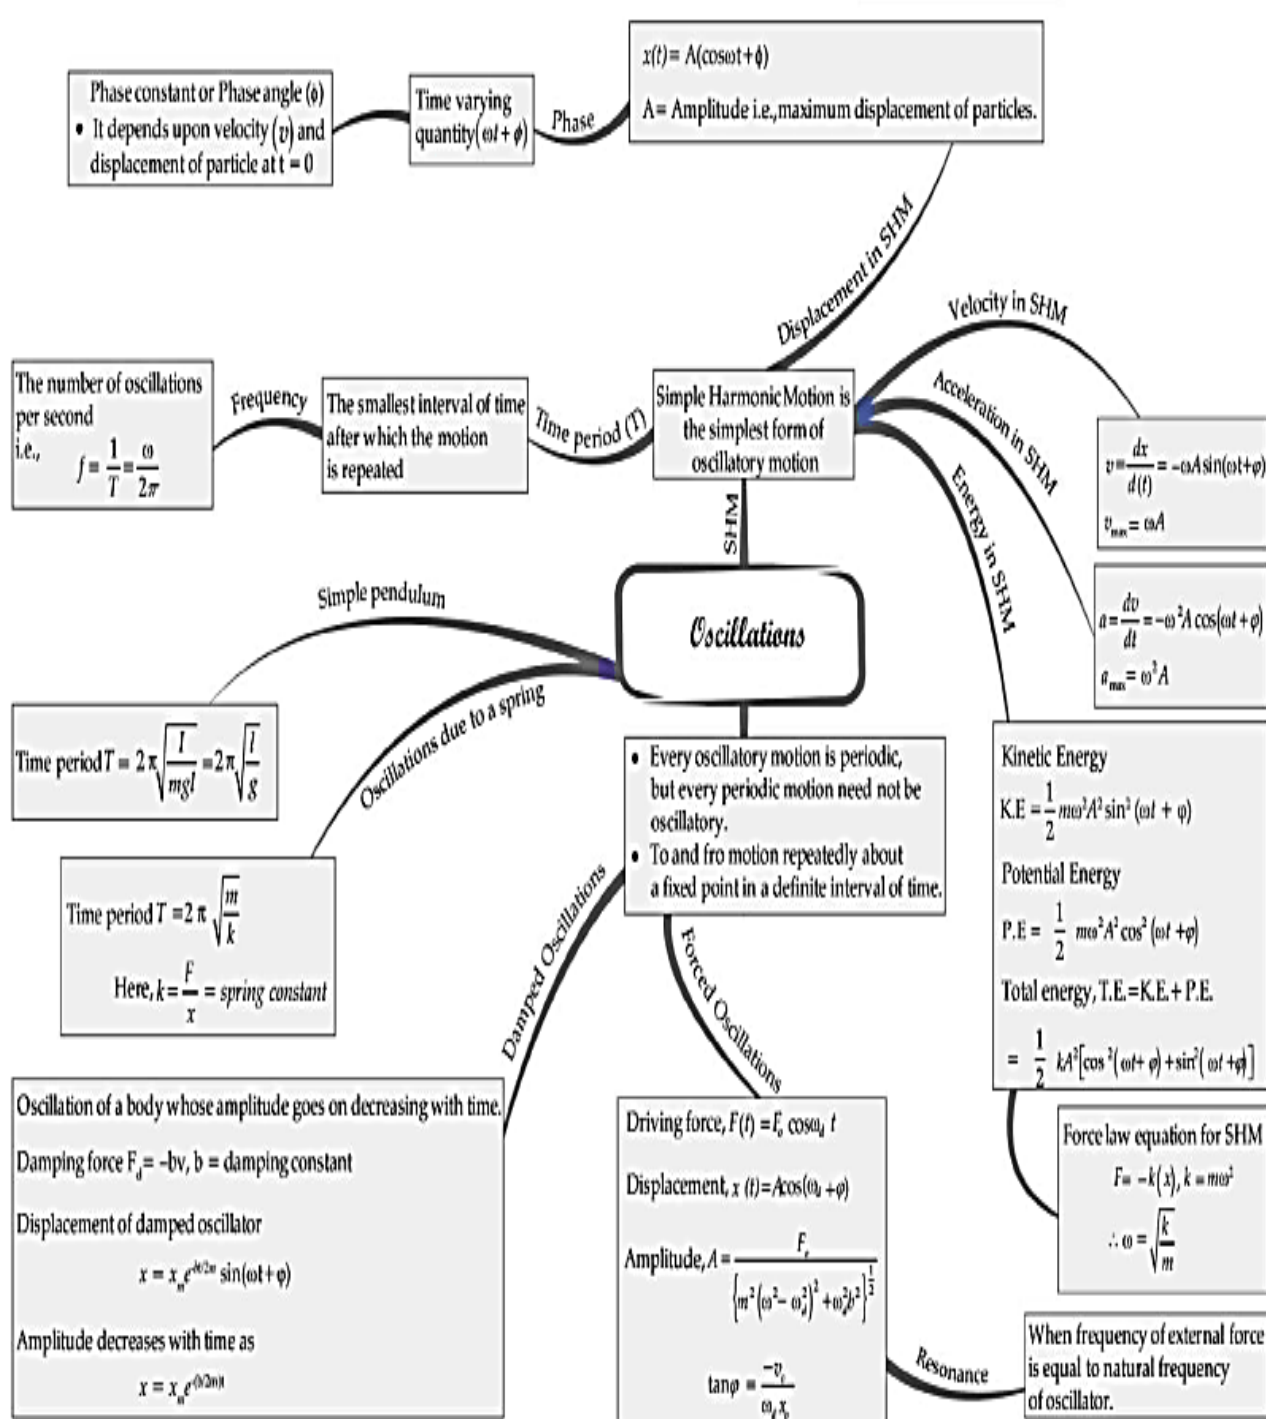 x(t)= A(cosωt+ϕ)
A= Amplitude i.e.,maximum displacement of particles.
Phase
Time varying
quantity(ωt + ϕ)
Phase constant or Phase angle (ϕ)
• It depends upon velocity (v) and
displacement of particle at t = 0
Displacement in SHM
Velocity in SHM
Acceleration in SHM
Energy in SHM
Simple Harmonic Motion is
the simplest form of
oscillatory motion
Time period (T)
The smallest interval of time
after which the motion
is repeated
Frequency
The number of oscillations
per second
i.e., f = 1/T = ω/2π
v = dx/d(t) = -ωA sin(ωt+φ)
v_max = ωA
a = dv/dt = -ω²A cos(ωt+φ)
a_max = ω²A
SHM
Oscillations
Simple pendulum
Time period T = 2π√(I/mgl) = 2π√(l/g)
Oscillations due to a spring
Time period T = 2π √(m/k)
Here, k = F/x = spring constant
• Every oscillatory motion is periodic,
but every periodic motion need not be
oscillatory.
• To and fro motion repeatedly about
a fixed point in a definite interval of time.
Kinetic Energy
K.E = 1/2 mω²A² sin² (ωt + φ)
Potential Energy
P.E = 1/2 mω²A² cos² (ωt + φ)
Total energy, T.E. = K.E. + P.E.
= 1/2 kA²[cos²(ωt+φ)+sin²(ωt+φ)]
Force law equation for SHM
F= -k(x), k = mω²
∴ ω = √(k/m)
Damped Oscillations
Oscillation of a body whose amplitude goes on decreasing with time.
Damping force F_d = -bv, b = damping constant
Displacement of damped oscillator
x = x_m e^(-bt/2m) sin(ωt+φ)
Amplitude decreases with time as
x = x_m e^(-(b/2m)t)
Forced Oscillations
Driving force, F(t) = F_o cosω_d t
Displacement, x (t) = Acos(ω_d +φ)
Amplitude, A = F_o/{m²(ω²-ω_d²)²+ω_d²b²}^(1/2)
tanφ = -v_o/ω_d x_o
Resonance
When frequency of external force
is equal to natural frequency
of oscillator.